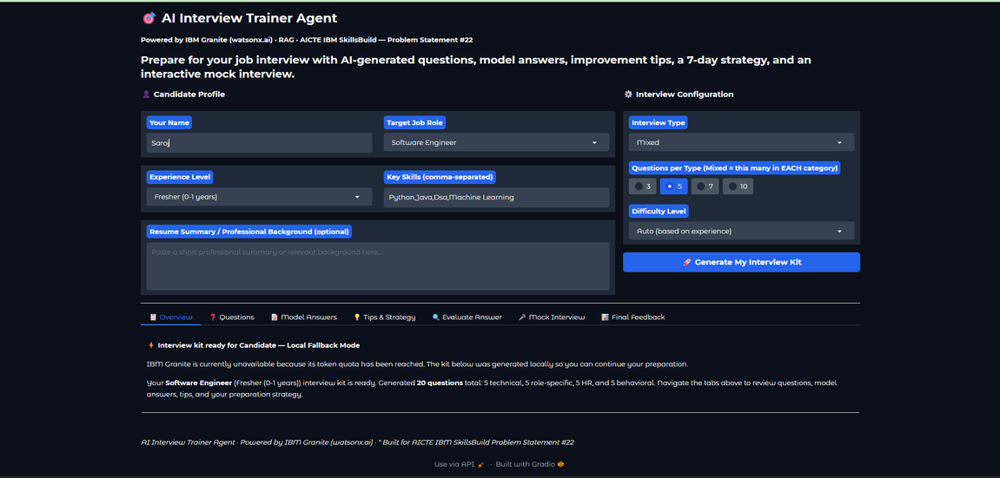 🎯 AI Interview Trainer Agent
Powered by IBM Granite (watsonx.ai) • RAG • AICTE IBM SkillsBuild — Problem Statement #22
Prepare for your job interview with AI-generated questions, model answers, improvement tips, a 7-day strategy, and an
interactive mock interview.
👤 Candidate Profile
⚙️ Interview Configuration
Your Name
Saroj
Target Job Role
Software Engineer
Experience Level
Fresher (0-1 years)
Key Skills (comma-separated)
Python,Java,Dsa,Machine Learning
Resume Summary / Professional Background (optional)
Paste a short professional summary or relevant background here...
Interview Type
Mixed
Questions per Type (Mixed = this many in EACH category)
3 5 7 10
Difficulty Level
Auto (based on experience)
🚀 Generate My Interview Kit
📋 Overview ❓ Questions 📝 Model Answers 💡 Tips & Strategy 🔍 Evaluate Answer 🎤 Mock Interview 📊 Final Feedback
⚡ Interview kit ready for Candidate — Local Fallback Mode
IBM Granite is currently unavailable because its token quota has been reached. The kit below was generated locally so you can continue your preparation.
Your Software Engineer (Fresher (0-1 years)) interview kit is ready. Generated 20 questions total: 5 technical, 5 role-specific, 5 HR, and 5 behavioral. Navigate the tabs above to review questions, model
answers, tips, and your preparation strategy.
AI Interview Trainer Agent · Powered by IBM Granite (watsonx.ai) · " Built for AICTE IBM SkillsBuild Problem Statement #22
Use via API 🚀 · Built with Gradio